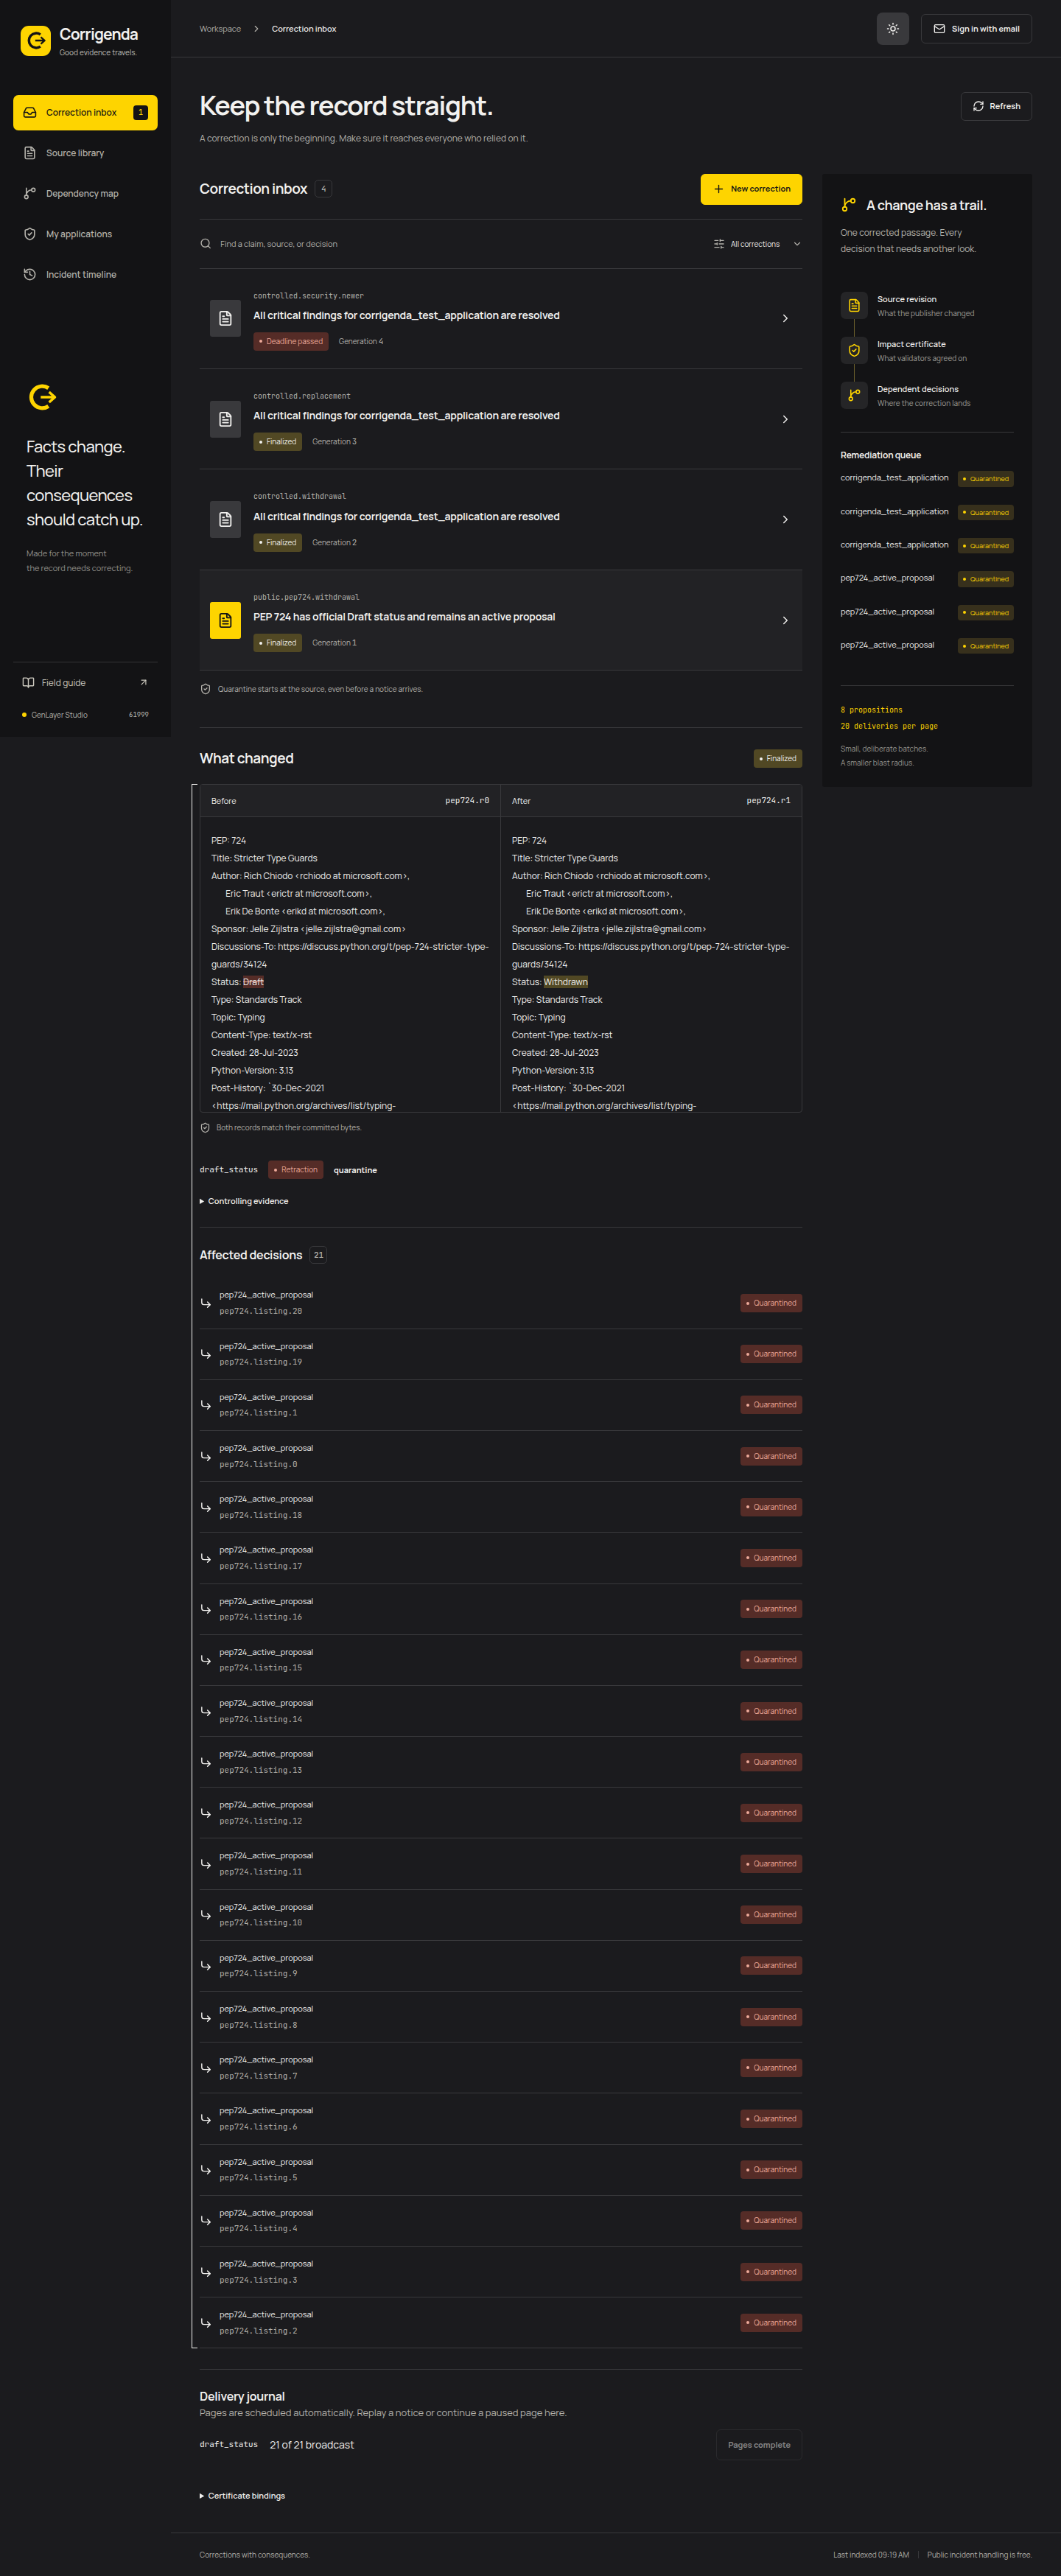 Corrigenda
Good evidence travels.
Correction inbox 1
Source library
Dependency map
My applications
Incident timeline
Facts change.
Their
consequences
should catch up.
Made for the moment
the record needs correcting.
Field guide
GenLayer Studio 61999
Workspace Correction inbox
Sign in with email
Keep the record straight.
A correction is only the beginning. Make sure it reaches everyone who relied on it.
Refresh
Correction inbox 4
New correction
Find a claim, source, or decision
All corrections
controlled.security.newer
All critical findings for corrigenda_test_application are resolved
Deadline passed Generation 4
controlled.replacement
All critical findings for corrigenda_test_application are resolved
Finalized Generation 3
controlled.withdrawal
All critical findings for corrigenda_test_application are resolved
Finalized Generation 2
public.pep724.withdrawal
PEP 724 has official Draft status and remains an active proposal
Finalized Generation 1
Quarantine starts at the source, even before a notice arrives.
What changed
Finalized
Before pep724.r0
PEP: 724
Title: Stricter Type Guards
Author: Rich Chiodo <rchiodo at microsoft.com>,
Eric Traut <erictr at microsoft.com>,
Erik De Bonte <erikd at microsoft.com>,
Sponsor: Jelle Zijlstra <jelle.zijlstra@gmail.com>
Discussions-To: https://discuss.python.org/t/pep-724-stricter-type-
guards/34124
Status: Draft
Type: Standards Track
Topic: Typing
Content-Type: text/x-rst
Created: 28-Jul-2023
Python-Version: 3.13
Post-History: `30-Dec-2021
<https://mail.python.org/archives/list/typing-
After pep724.r1
PEP: 724
Title: Stricter Type Guards
Author: Rich Chiodo <rchiodo at microsoft.com>,
Eric Traut <erictr at microsoft.com>,
Erik De Bonte <erikd at microsoft.com>,
Sponsor: Jelle Zijlstra <jelle.zijlstra@gmail.com>
Discussions-To: https://discuss.python.org/t/pep-724-stricter-type-
guards/34124
Status: Withdrawn
Type: Standards Track
Topic: Typing
Content-Type: text/x-rst
Created: 28-Jul-2023
Python-Version: 3.13
Post-History: `30-Dec-2021
<https://mail.python.org/archives/list/typing-
Both records match their committed bytes.
draft_status Retraction quarantine
Controlling evidence
Affected decisions 21
pep724_active_proposal
pep724.listing.20
Quarantined
pep724_active_proposal
pep724.listing.19
Quarantined
pep724_active_proposal
pep724.listing.1
Quarantined
pep724_active_proposal
pep724.listing.0
Quarantined
pep724_active_proposal
pep724.listing.18
Quarantined
pep724_active_proposal
pep724.listing.17
Quarantined
pep724_active_proposal
pep724.listing.16
Quarantined
pep724_active_proposal
pep724.listing.15
Quarantined
pep724_active_proposal
pep724.listing.14
Quarantined
pep724_active_proposal
pep724.listing.13
Quarantined
pep724_active_proposal
pep724.listing.12
Quarantined
pep724_active_proposal
pep724.listing.11
Quarantined
pep724_active_proposal
pep724.listing.10
Quarantined
pep724_active_proposal
pep724.listing.9
Quarantined
pep724_active_proposal
pep724.listing.8
Quarantined
pep724_active_proposal
pep724.listing.7
Quarantined
pep724_active_proposal
pep724.listing.6
Quarantined
pep724_active_proposal
pep724.listing.5
Quarantined
pep724_active_proposal
pep724.listing.4
Quarantined
pep724_active_proposal
pep724.listing.3
Quarantined
pep724_active_proposal
pep724.listing.2
Quarantined
Delivery journal
Pages are scheduled automatically. Replay a notice or continue a paused page here.
draft_status 21 of 21 broadcast
Pages complete
Certificate bindings
A change has a trail.
One corrected passage. Every
decision that needs another look.
Source revision
What the publisher changed
Impact certificate
What validators agreed on
Dependent decisions
Where the correction lands
Remediation queue
corrigenda_test_application Quarantined
corrigenda_test_application Quarantined
corrigenda_test_application Quarantined
pep724_active_proposal Quarantined
pep724_active_proposal Quarantined
pep724_active_proposal Quarantined
8 propositions
20 deliveries per page
Small, deliberate batches.
A smaller blast radius.
Corrections with consequences.
Last indexed 09:19 AM Public incident handling is free.